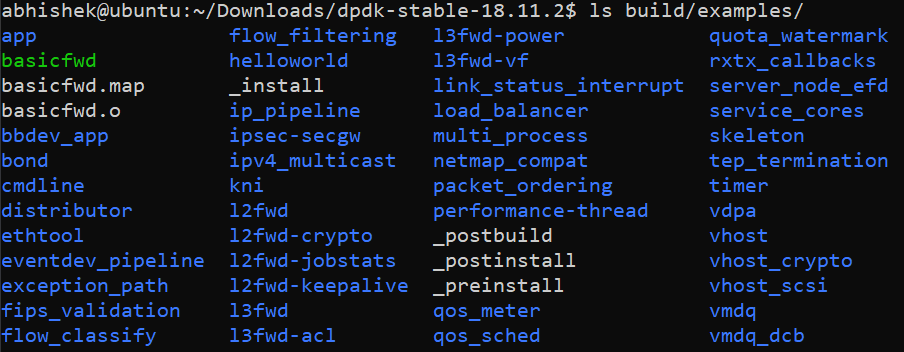 abhishek@ubuntu:~/Downloads/dpdk-stable-18.11.2$ ls build/examples/
app flow_filtering l3fwd-power quota_watermark
basicfwd helloworld l3fwd-vf rxtx_callbacks
basicfwd.map _install link_status_interrupt server_node_efd
basicfwd.o ip_pipeline load_balancer service_cores
bbdev_app ipsec-secgw multi_process skeleton
bond ipv4_multicast netmap_compat tep_termination
cmdline kni packet_ordering timer
distributor l2fwd performance-thread vdpa
ethtool l2fwd-crypto _postbuild vhost
eventdev_pipeline l2fwd-jobstats _postinstall vhost_crypto
exception_path l2fwd-keepalive _preinstall vhost_scsi
fips_validation l3fwd qos_meter vmdq
flow_classify l3fwd-acl qos_sched vmdq_dcb